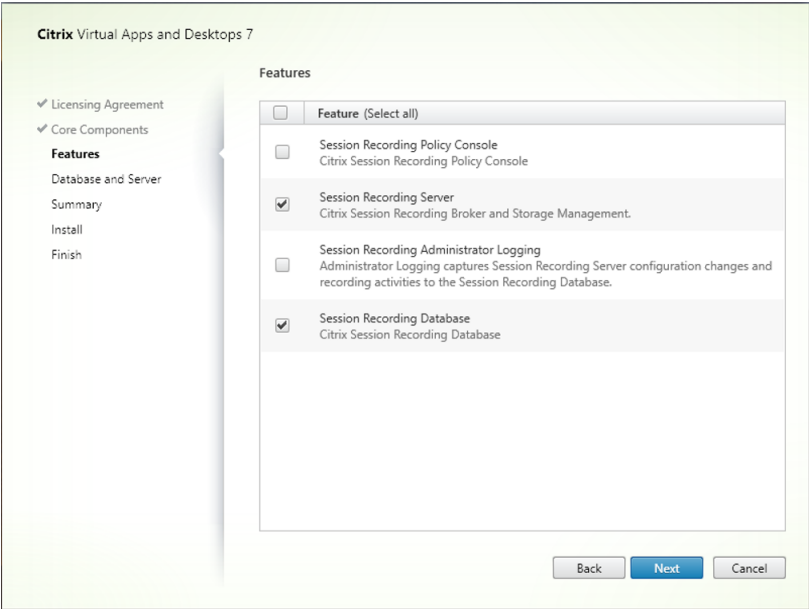 Citrix Virtual Apps and Desktops 7
Licensing Agreement
Core Components
Features
Database and Server
Summary
Install
Finish
Features
Feature (Select all)
Session Recording Policy Console
Citrix Session Recording Policy Console
Session Recording Server
Citrix Session Recording Broker and Storage Management.
Session Recording Administrator Logging
Administrator Logging captures Session Recording Server configuration changes and
recording activities to the Session Recording Database.
Session Recording Database
Citrix Session Recording Database
Back
Next
Cancel